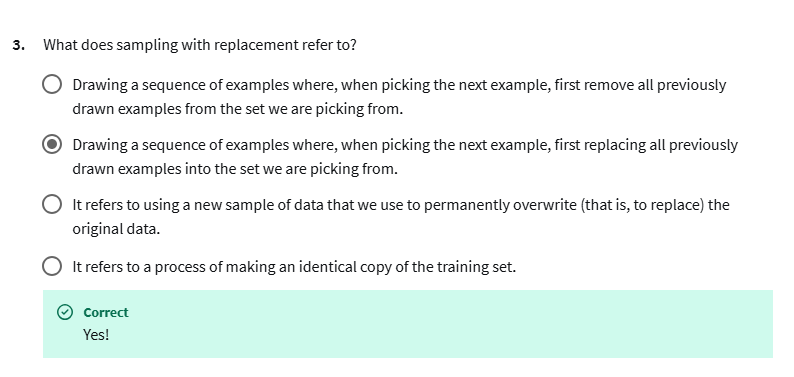 3. What does sampling with replacement refer to?
Drawing a sequence of examples where, when picking the next example, first remove all previously
drawn examples from the set we are picking from.
Drawing a sequence of examples where, when picking the next example, first replacing all previously
drawn examples into the set we are picking from.
It refers to using a new sample of data that we use to permanently overwrite (that is, to replace) the
original data.
It refers to a process of making an identical copy of the training set.
Correct
Yes!